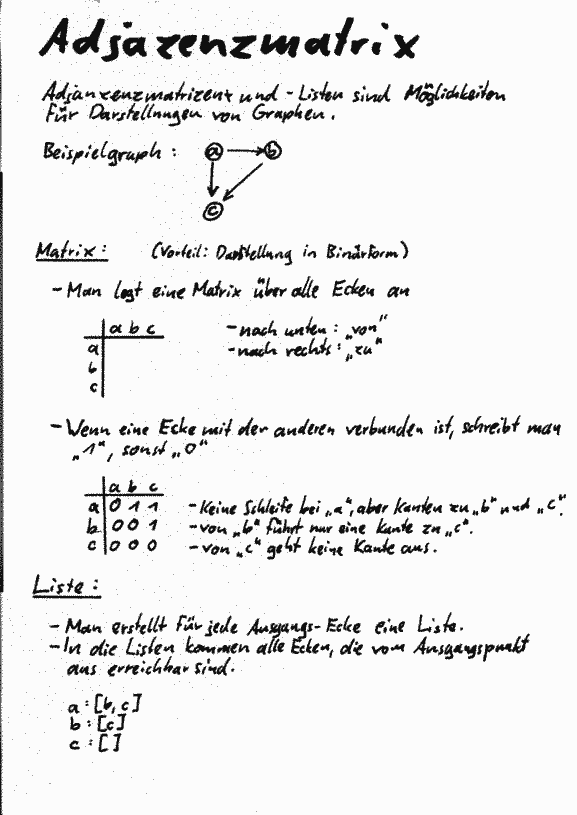 Adjazenzmatrix
Adjanzenzmatrizen und - Listen sind Möglichkeiten
für Darstellungen von Graphen.
Beispielgraph :
a b
c
Matrix: (Vorteil: Darstellung in Binärform)
- Man legt eine Matrix über alle Ecken an
a b c
a
b
c
- nach unten : „von“
- nach rechts : „zu“
- Wenn eine Ecke mit der anderen verbunden ist, schreibt man
„1“, sonst „0“
a b c
a 0 1 1 - Keine Schleife bei „a“, aber Kanten zu „b“ und „c“.
b 0 0 1 - von „b“ führt nur eine Kante zu „c“.
c 0 0 0 - von „c“ geht keine Kante aus.
Liste :
- Man erstellt für jede Ausgangs-Ecke eine Liste.
- In die Listen kommen alle Ecken, die vom Ausgangspunkt
aus erreichbar sind.
a : [b, c]
b : [c]
c : []